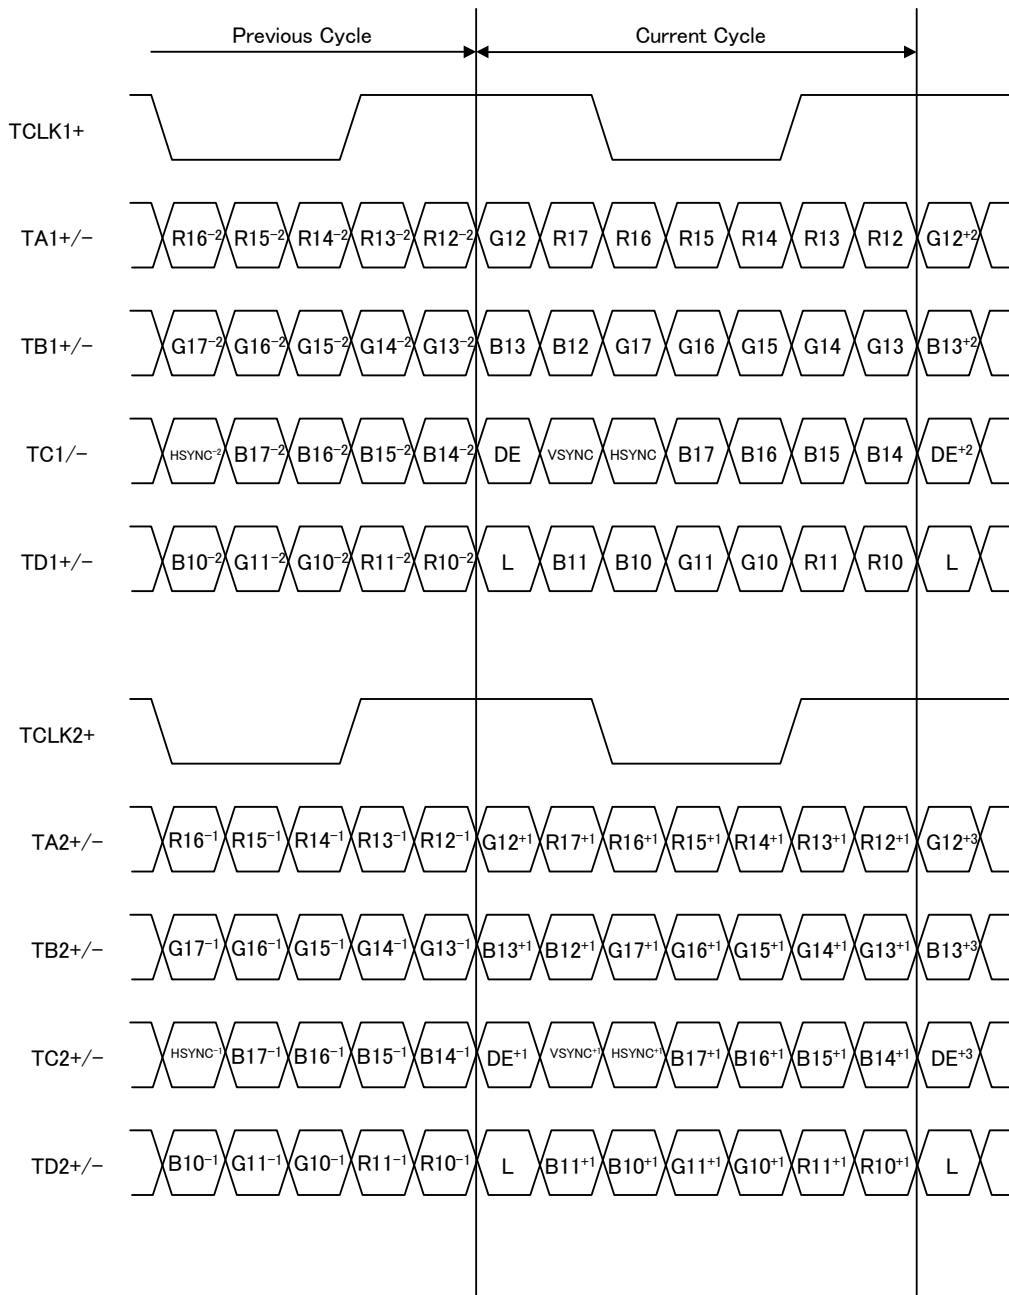 Previous Cycle Current Cycle
TCLK1+
TA1+/- R16⁻² R15⁻² R14⁻² R13⁻² R12⁻² G12 R17 R16 R15 R14 R13 R12 G12⁺²
TB1+/- G17⁻² G16⁻² G15⁻² G14⁻² G13⁻² B13 B12 G17 G16 G15 G14 G13 B13⁺²
TC1/- HSYNC⁻² B17⁻² B16⁻² B15⁻² B14⁻² DE VSYNC HSYNC B17 B16 B15 B14 DE⁺²
TD1+/- B10⁻² G11⁻² G10⁻² R11⁻² R10⁻² L B11 B10 G11 G10 R11 R10 L
TCLK2+
TA2+/- R16⁻¹ R15⁻¹ R14⁻¹ R13⁻¹ R12⁻¹ G12⁺¹ R17⁺¹ R16⁺¹ R15⁺¹ R14⁺¹ R13⁺¹ R12⁺¹ G12⁺³
TB2+/- G17⁻¹ G16⁻¹ G15⁻¹ G14⁻¹ G13⁻¹ B13⁺¹ B12⁺¹ G17⁺¹ G16⁺¹ G15⁺¹ G14⁺¹ G13⁺¹ B13⁺³
TC2+/- HSYNC⁻¹ B17⁻¹ B16⁻¹ B15⁻¹ B14⁻¹ DE⁺¹ VSYNC⁺¹ HSYNC⁺¹ B17⁺¹ B16⁺¹ B15⁺¹ B14⁺¹ DE⁺³
TD2+/- B10⁻¹ G11⁻¹ G10⁻¹ R11⁻¹ R10⁻¹ L B11⁺¹ B10⁺¹ G11⁺¹ G10⁺¹ R11⁺¹ R10⁺¹ L